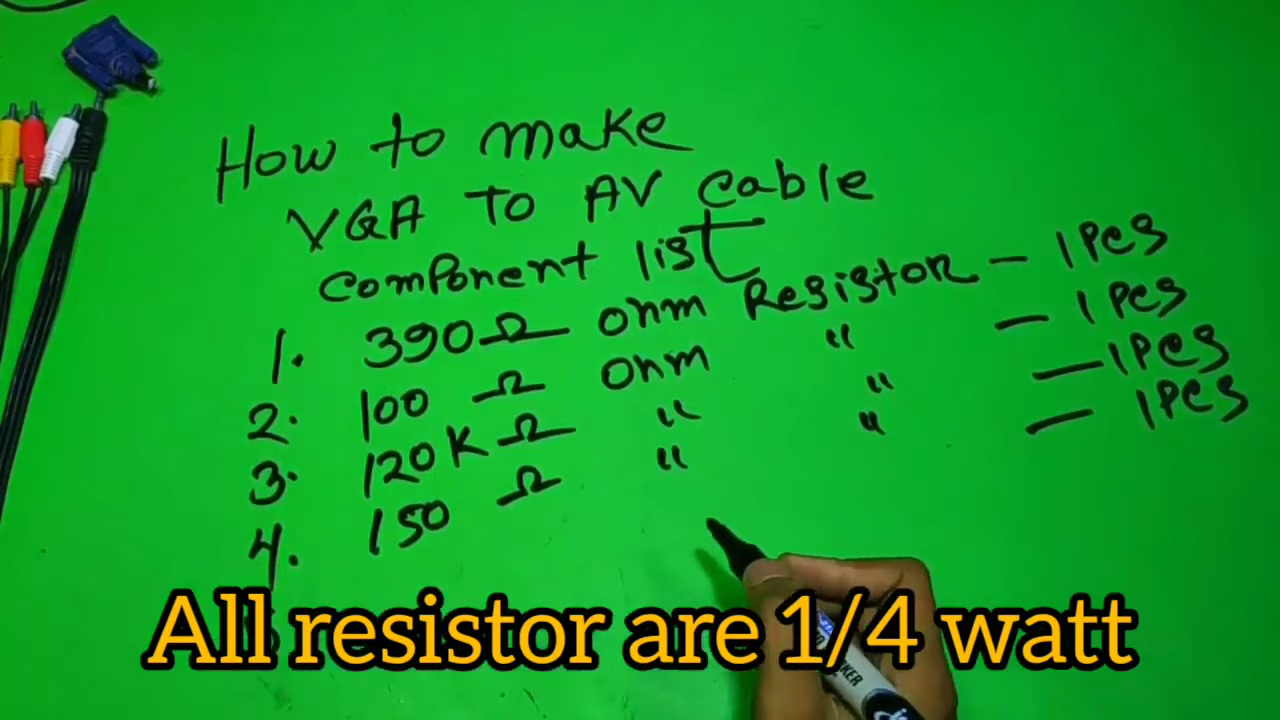 How to make
VGA To AV cable
component list
1. 390Ω ohm Resistor – 1Pcs
2. 100 Ω ohm " – 1Pcs
3. 120K Ω " " – 1Pcs
4. 150 Ω " " – 1Pcs
All resistor are 1/4 watt